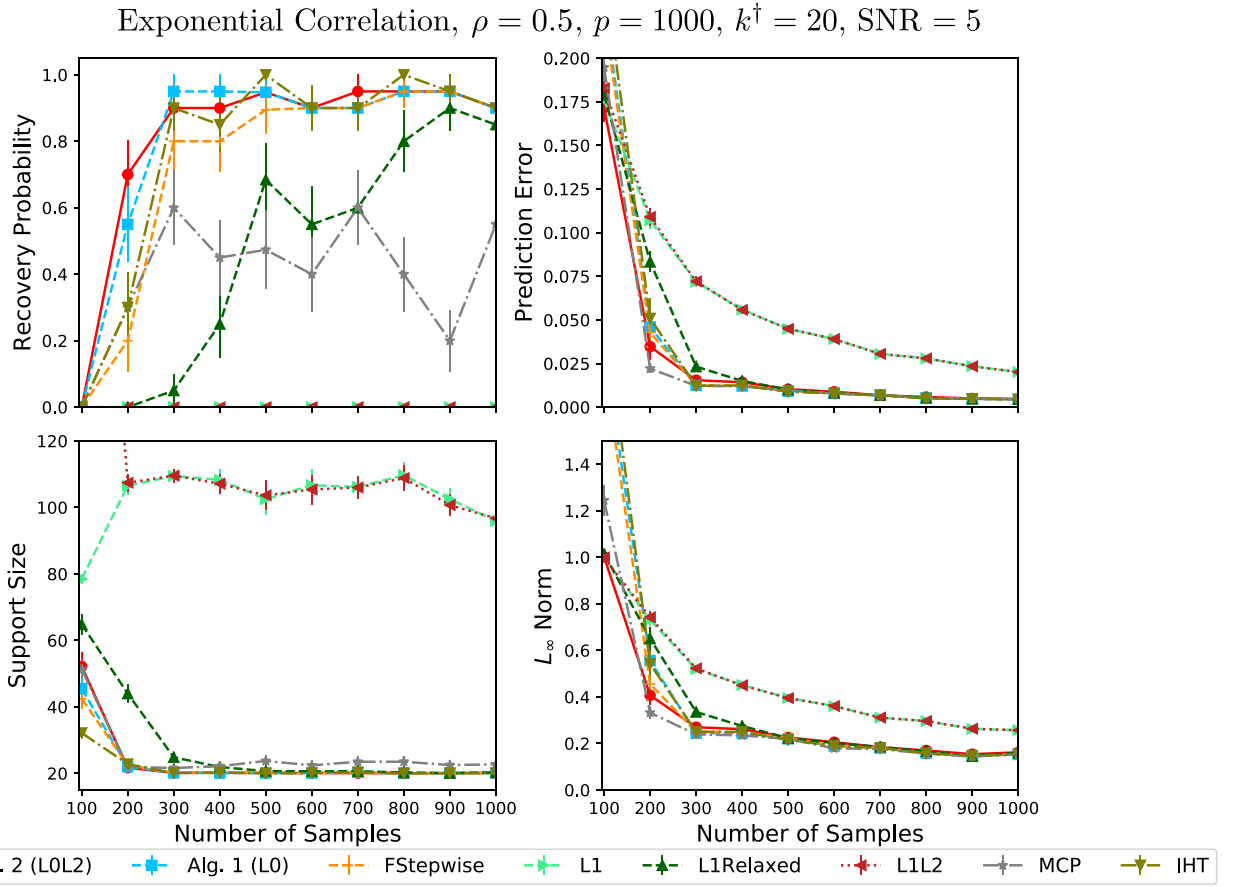 Exponential Correlation, ρ = 0.5, p = 1000, k† = 20, SNR = 5
Recovery Probability
1.0
0.8
0.6
0.4
0.2
0.0
Prediction Error
0.200
0.175
0.150
0.125
0.100
0.075
0.050
0.025
0.000
Support Size
120
100
80
60
40
20
100 200 300 400 500 600 700 800 900 1000
Number of Samples
L∞ Norm
1.4
1.2
1.0
0.8
0.6
0.4
0.2
0.0
100 200 300 400 500 600 700 800 900 1000
Number of Samples
. 2 (L0L2) Alg. 1 (L0) FStepwise L1 L1Relaxed L1L2 MCP IHT